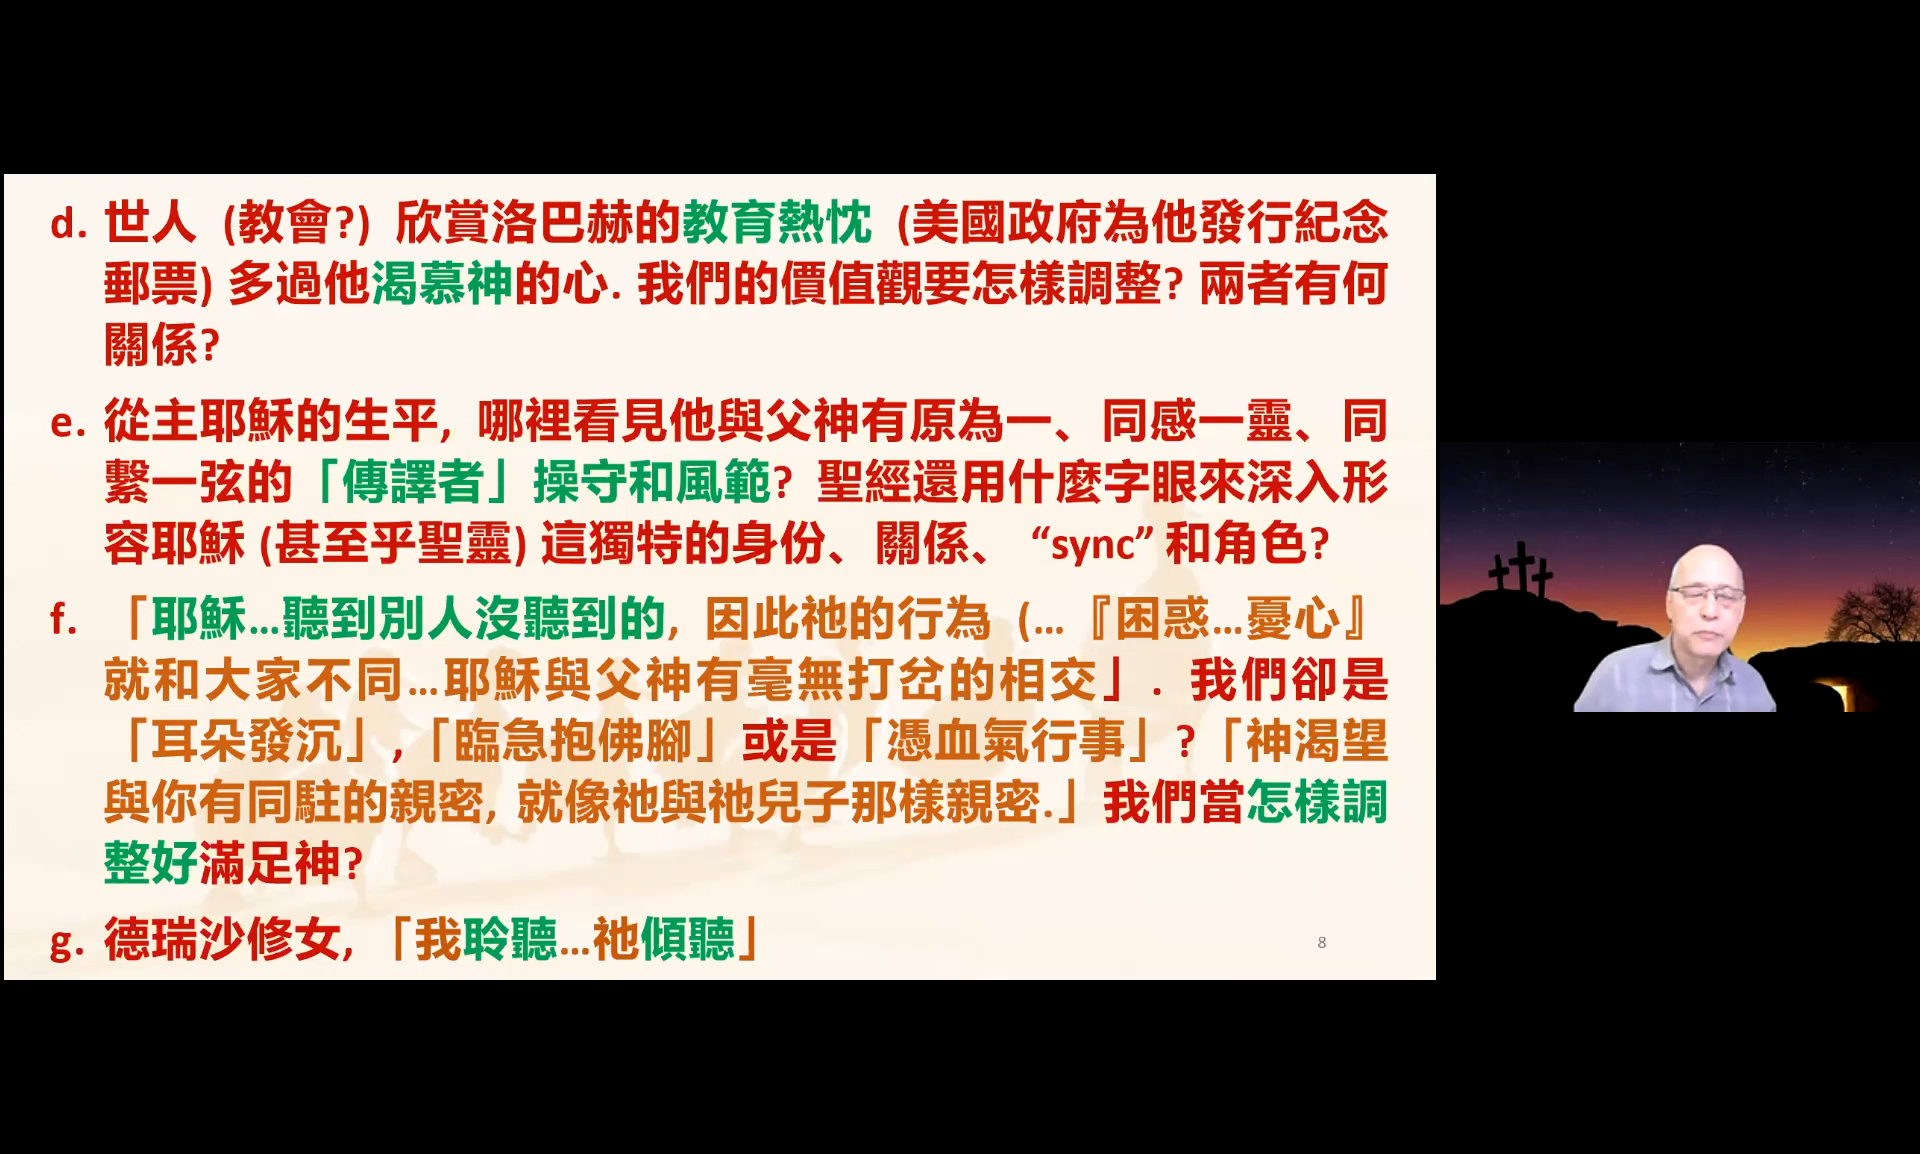 d. 世人 (教會?) 欣賞洛巴赫的教育熱忱 (美國政府為他發行紀念
郵票) 多過他渴慕神的心. 我們的價值觀要怎樣調整? 兩者有何
關係?
e. 從主耶穌的生平, 哪裡看見他與父神有原為一、同感一靈、同
繫一弦的「傳譯者」操守和風範? 聖經還用什麼字眼來深入形
容耶穌 (甚至乎聖靈) 這獨特的身份、關係、 “sync” 和角色?
f. 「耶穌…聽到別人沒聽到的, 因此祂的行為 (…『困惑…憂心』
就和大家不同…耶穌與父神有毫無打岔的相交」. 我們卻是
「耳朵發沉」,「臨急抱佛腳」或是「憑血氣行事」?「神渴望
與你有同駐的親密, 就像祂與祂兒子那樣親密.」我們當怎樣調
整好滿足神?
g. 德瑞沙修女, 「我聆聽…祂傾聽」
8